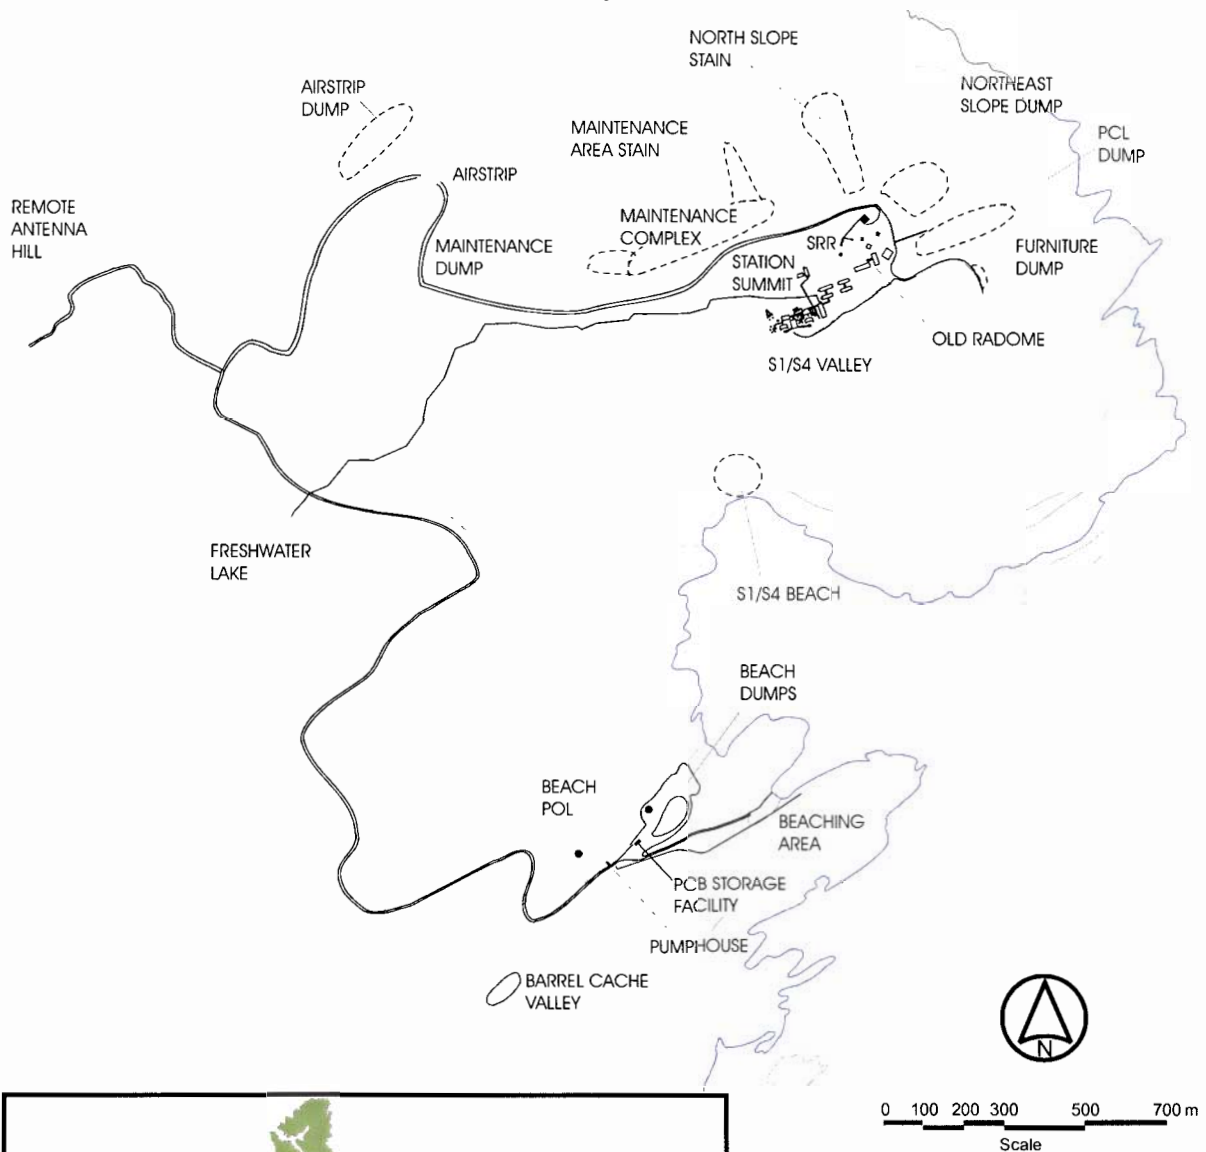 NORTH SLOPE
STAIN
AIRSTRIP
DUMP
NORTHEAST
SLOPE DUMP
MAINTENANCE
AREA STAIN
PCL
DUMP
AIRSTRIP
REMOTE
ANTENNA
HILL
MAINTENANCE
COMPLEX
MAINTENANCE
DUMP
SRR
STATION
SUMMIT
FURNITURE
DUMP
OLD RADOME
S1/S4 VALLEY
FRESHWATER
LAKE
S1/S4 BEACH
BEACH
DUMPS
BEACH
POL
BEACHING
AREA
PCB STORAGE
FACILITY
PUMPHOUSE
BARREL CACHE
VALLEY
N
0 100 200 300 500 700 m
Scale